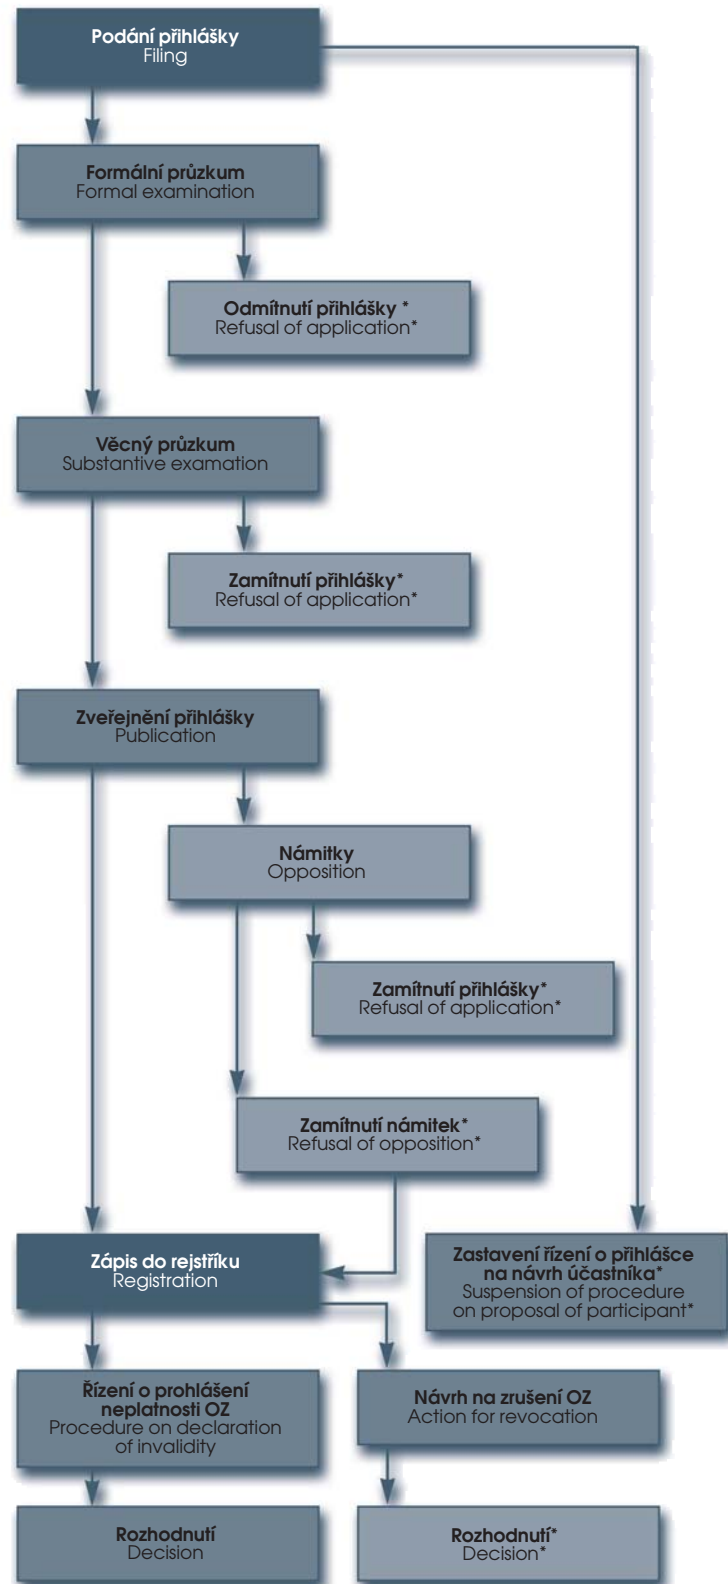 Podání přihlášky
Filing
Formální průzkum
Formal examination
Odmítnutí přihlášky *
Refusal of application*
Věcný průzkum
Substantive examation
Zamítnutí přihlášky*
Refusal of application*
Zveřejnění přihlášky
Publication
Námitky
Opposition
Zamítnutí přihlášky*
Refusal of application*
Zamítnutí námitek*
Refusal of opposition*
Zápis do rejstříku
Registration
Zastavení řízení o přihlášce
na návrh účastníka*
Suspension of procedure
on proposal of participant*
Řízení o prohlášení
neplatnosti OZ
Procedure on declaration
of invalidity
Návrh na zrušení OZ
Action for revocation
Rozhodnutí
Decision
Rozhodnutí*
Decision*